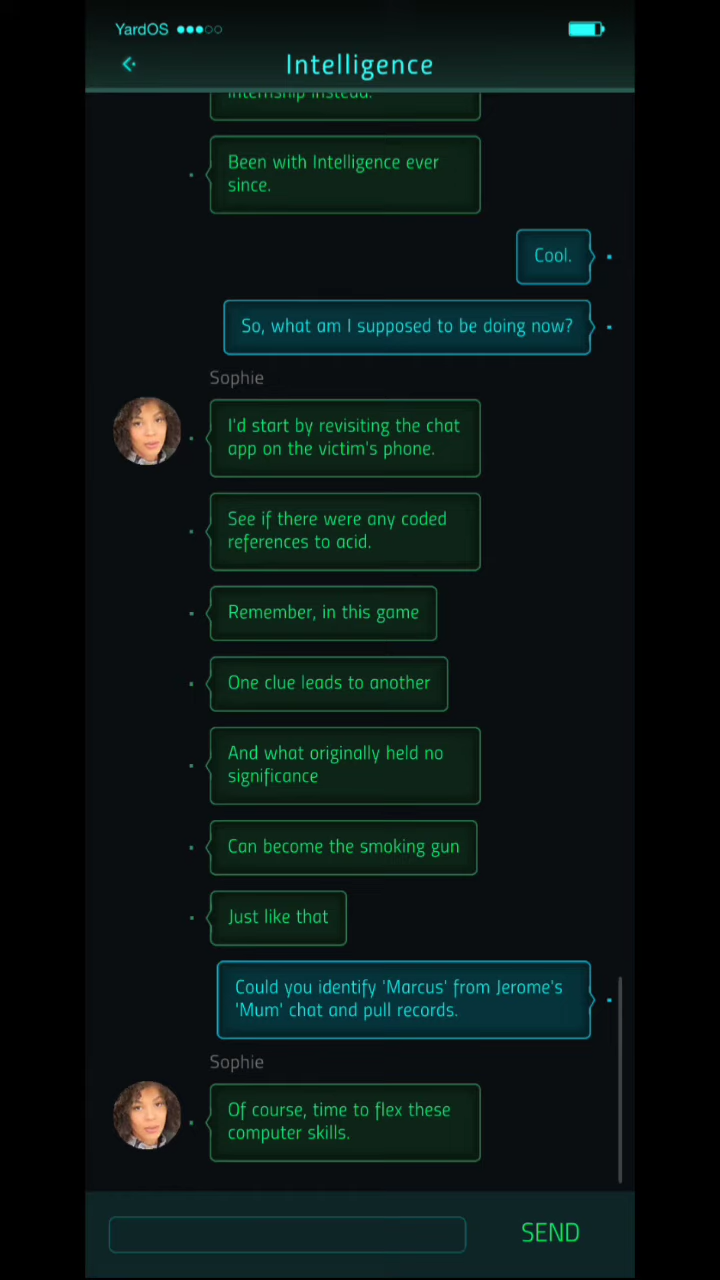 YardOS
Intelligence
internship instead.
Been with Intelligence ever
since.
Cool.
So, what am I supposed to be doing now?
Sophie
I'd start by revisiting the chat
app on the victim's phone.
See if there were any coded
references to acid.
Remember, in this game
One clue leads to another
And what originally held no
significance
Can become the smoking gun
Just like that
Could you identify 'Marcus' from Jerome's
'Mum' chat and pull records.
Sophie
Of course, time to flex these
computer skills.
SEND